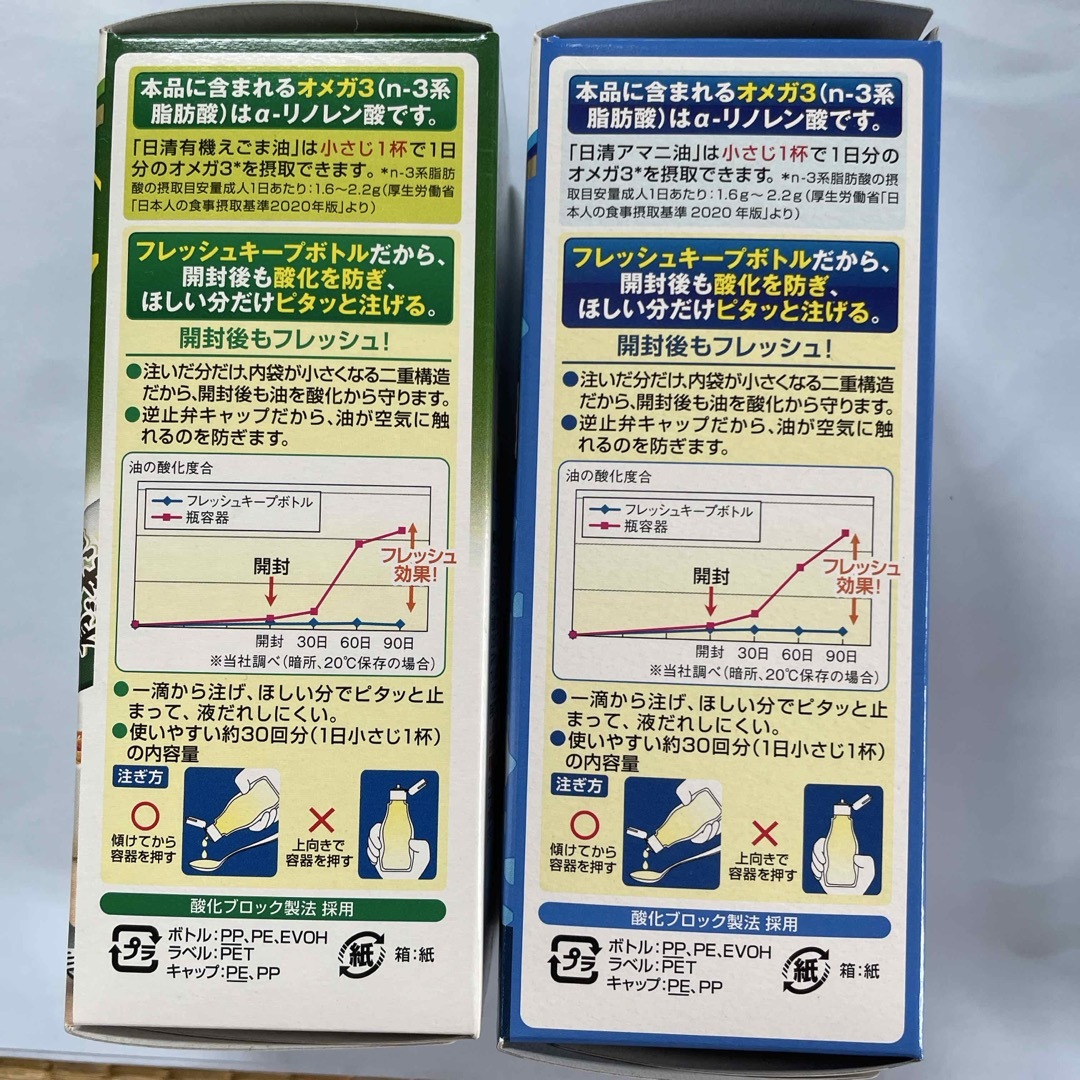 本品に含まれるオメガ3(n-3系
脂肪酸)はα-リノレン酸です。
「日清有機えごま油」は小さじ1杯で1日
分のオメガ3*を摂取できます。*n-3系脂肪
酸の摂取目安量成人1日あたり:1.6〜2.2g(厚生労働省
「日本人の食事摂取基準2020年版」より)
フレッシュキープボトルだから、
開封後も酸化を防ぎ、
ほしい分だけピタッと注げる。
開封後もフレッシュ!
●注いだ分だけ、内袋が小さくなる二重構造
だから、開封後も油を酸化から守ります。
●逆止弁キャップだから、油が空気に触
れるのを防ぎます。
油の酸化度合
フレッシュキープボトル
瓶容器
開封
フレッシュ
効果!
開封 30日 60日 90日
※当社調べ(暗所、20℃保存の場合)
●一滴から注げ、ほしい分でピタッと止
まって、液だれしにくい。
●使いやすい約30回分(1日小さじ1杯)
の内容量
注ぎ方
傾けてから
容器を押す
上向きで
容器を押す
酸化ブロック製法 採用
プラ
ボトル:PP、PE、EVOH
ラベル:PET
キャップ:PE、PP
紙
箱:紙
本品に含まれるオメガ3(n-3系
脂肪酸)はα-リノレン酸です。
「日清アマニ油」は小さじ1杯で1日分の
オメガ3*を摂取できます。*n-3系脂肪酸の摂
取目安量成人1日あたり:1.6g〜2.2g(厚生労働省「日
本人の食事摂取基準 2020 年版」より)
フレッシュキープボトルだから、
開封後も酸化を防ぎ、
ほしい分だけピタッと注げる。
開封後もフレッシュ!
●注いだ分だけ、内袋が小さくなる二重構造
だから、開封後も油を酸化から守ります。
●逆止弁キャップだから、油が空気に触
れるのを防ぎます。
油の酸化度合
フレッシュキープボトル
瓶容器
開封
フレッシュ
効果!
開封 30日 60日 90日
※当社調べ(暗所、20℃保存の場合)
●一滴から注げ、ほしい分でピタッと止
まって、液だれしにくい。
●使いやすい約30回分(1日小さじ1杯)
の内容量
注ぎ方
傾けてから
容器を押す
上向きで
容器を押す
酸化ブロック製法 採用
プラ
ボトル:PP、PE、EVOH
ラベル:PET
キャップ:PE、PP
紙
箱:紙